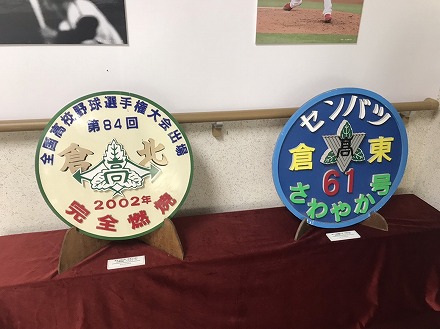 全国高校野球選手権大会出場
第84回
倉 高 北
2002年
完全燃焼
センバツ
倉 高 東
61
さわやか号